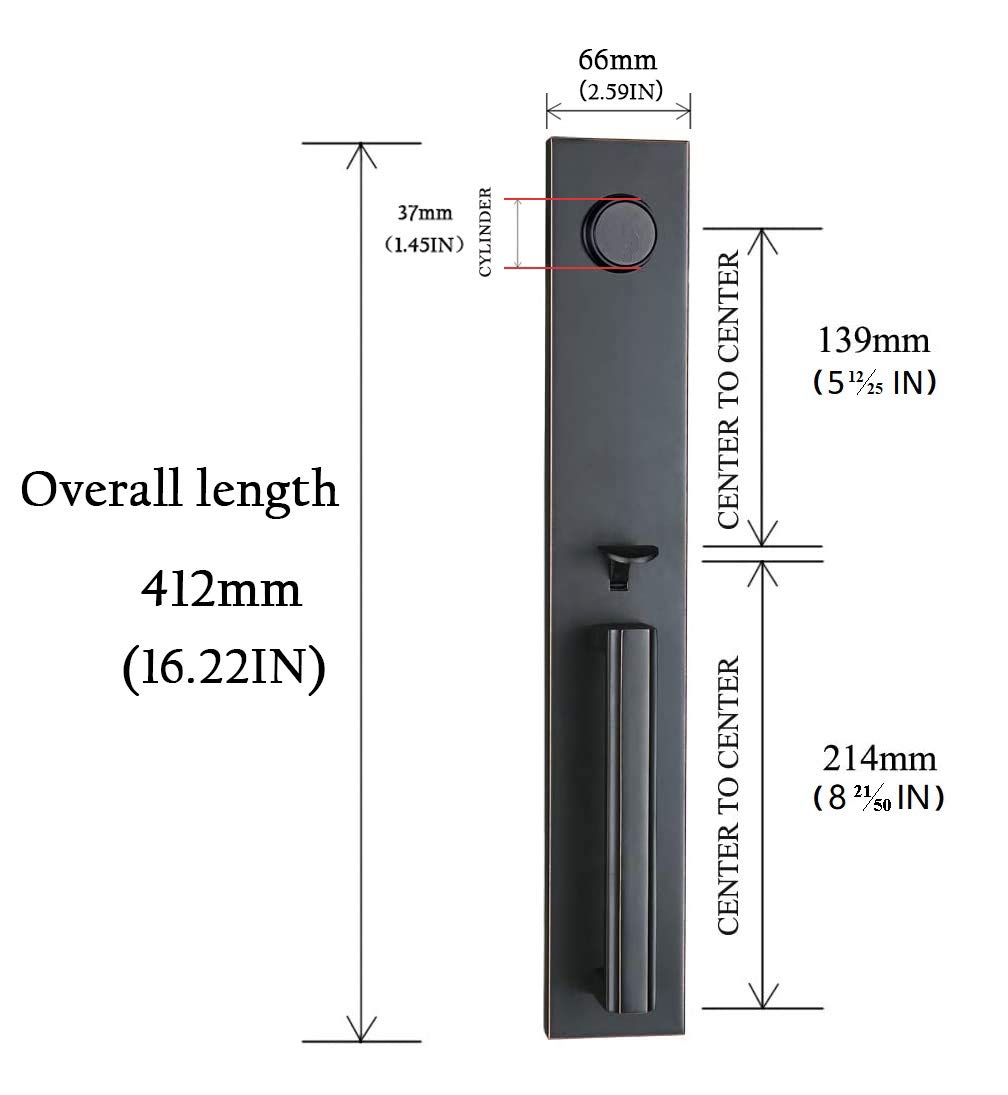 66mm
(2.59IN)
37mm
(1.45IN)
CYLINDER
CENTER TO CENTER
139mm
(5 12/25 IN)
Overall length
412mm
(16.22IN)
CENTER TO CENTER
214mm
(8 21/50 IN)